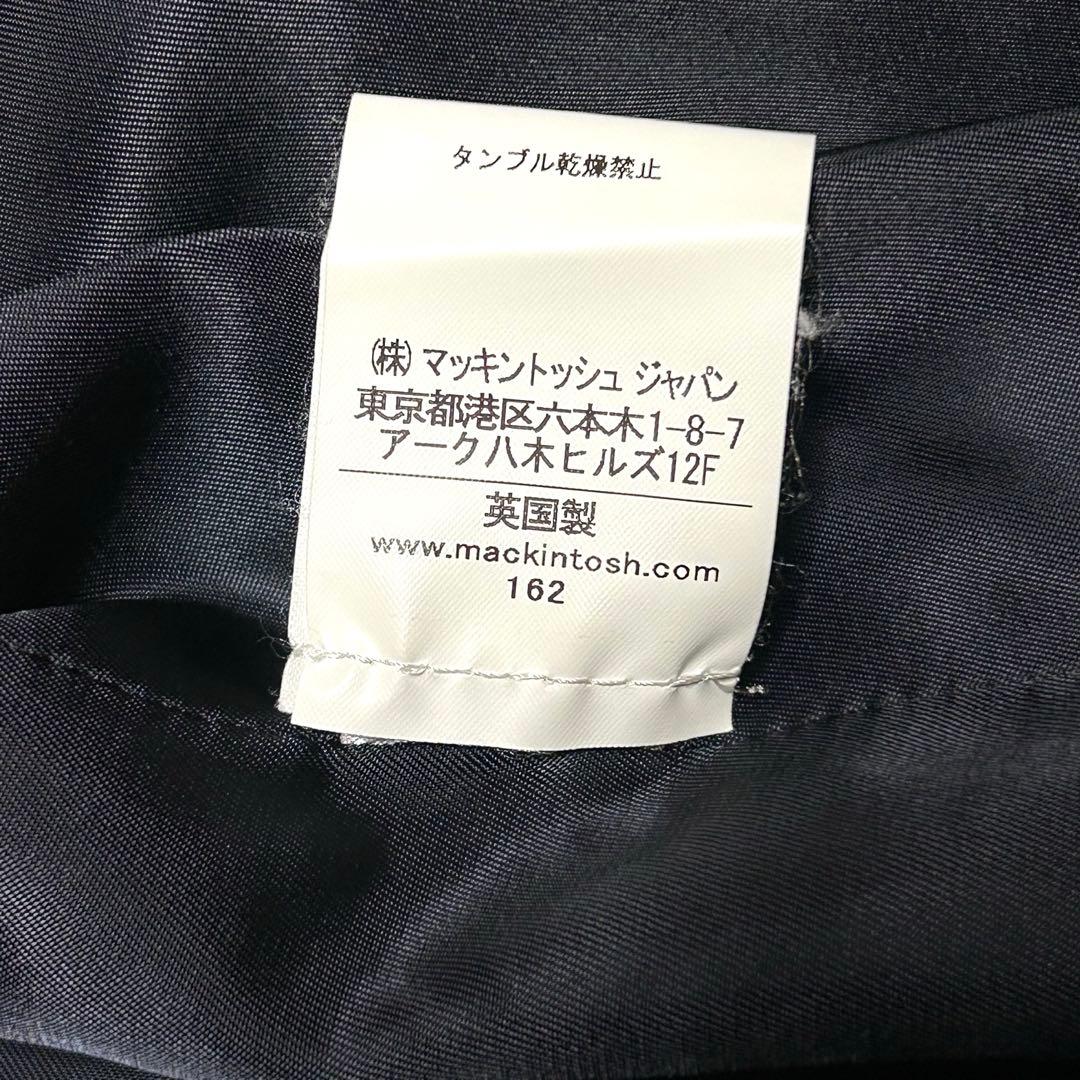 タンブル乾燥禁止
(株)マッキントッシュ ジャパン
東京都港区六本木1-8-7
アーク八木ヒルズ12F
英国製
www.mackintosh.com
162